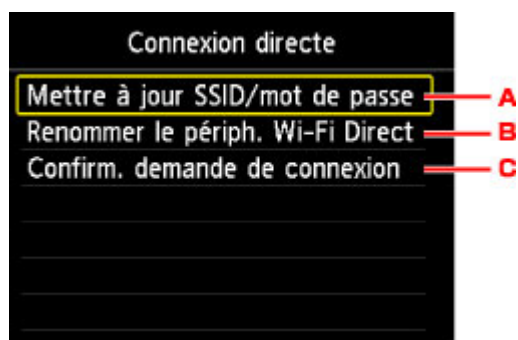 Connexion directe
Mettre à jour SSID/mot de passe A
Renommer le périph. Wi-Fi Direct B
Confirm. demande de connexion C